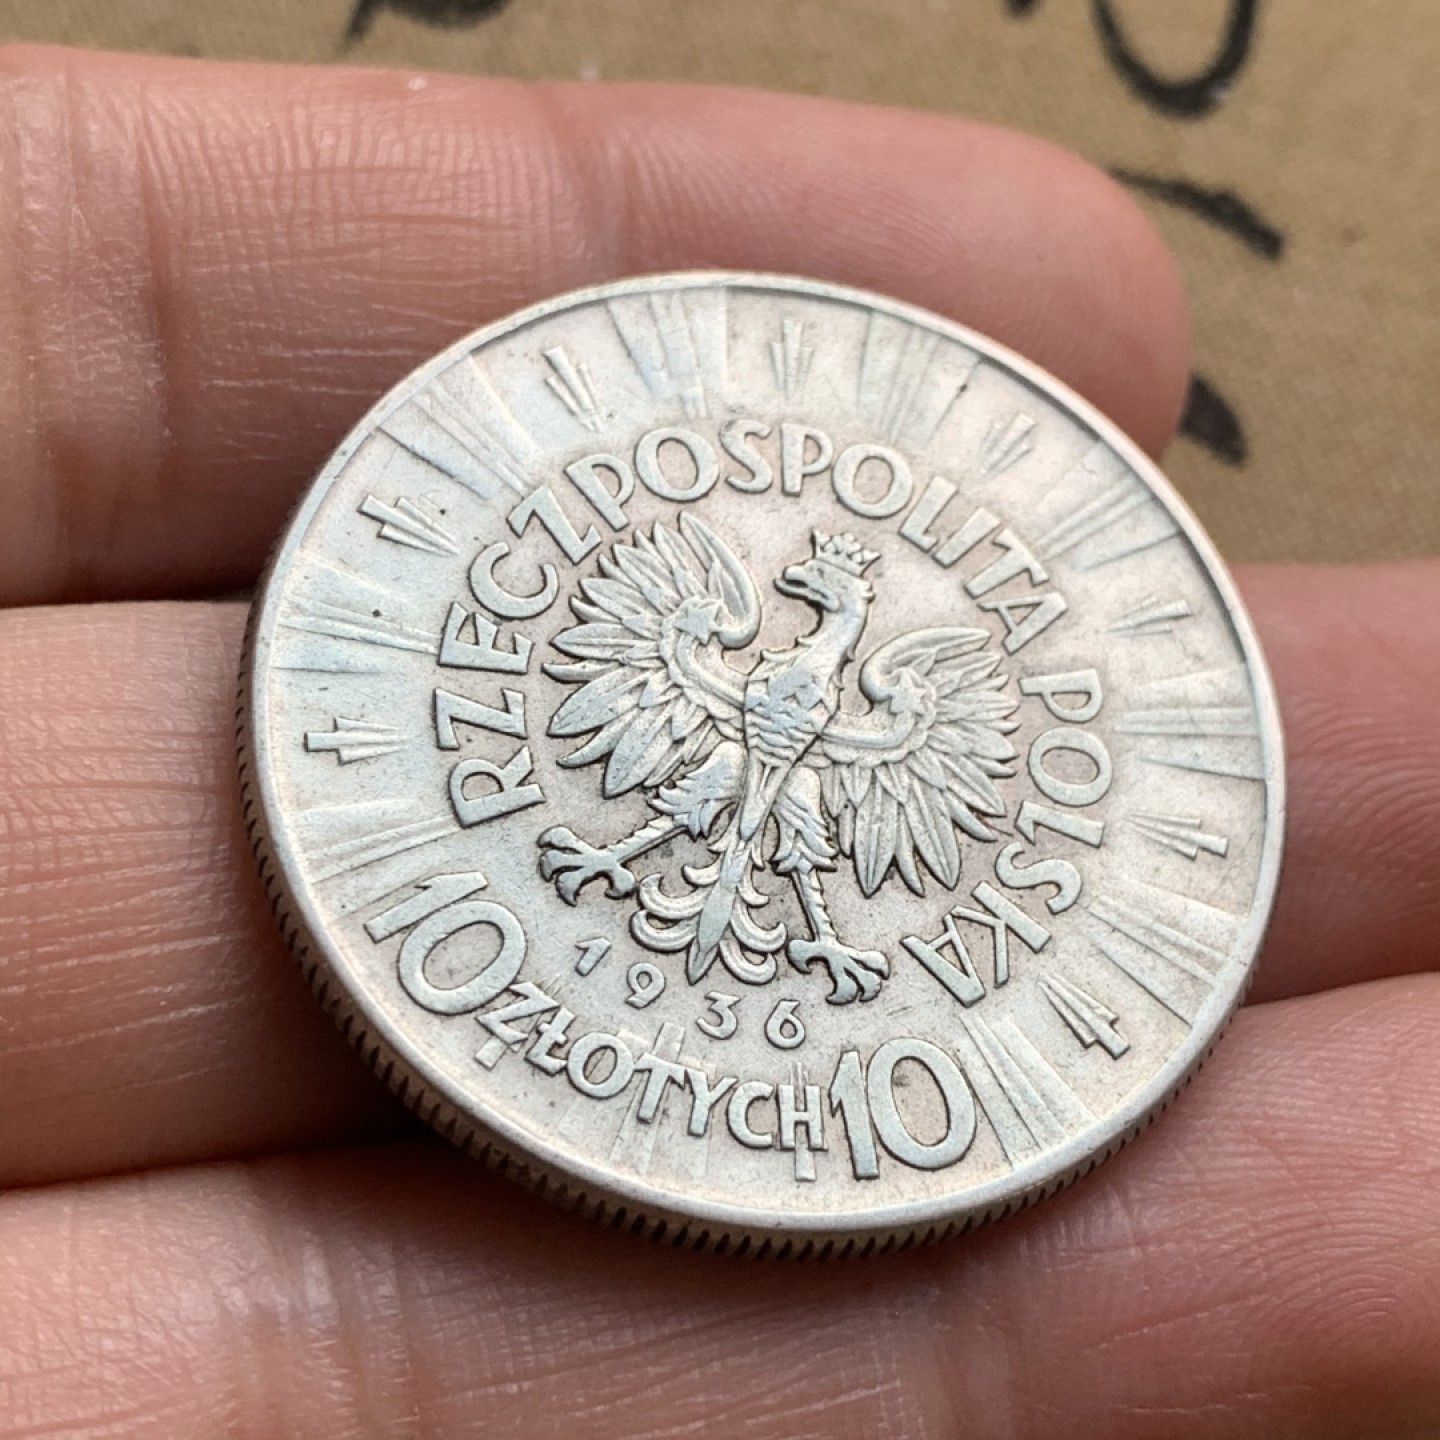 RZECZPOSPOLITA POLSKA
1936
10 ZŁOTYCH 10